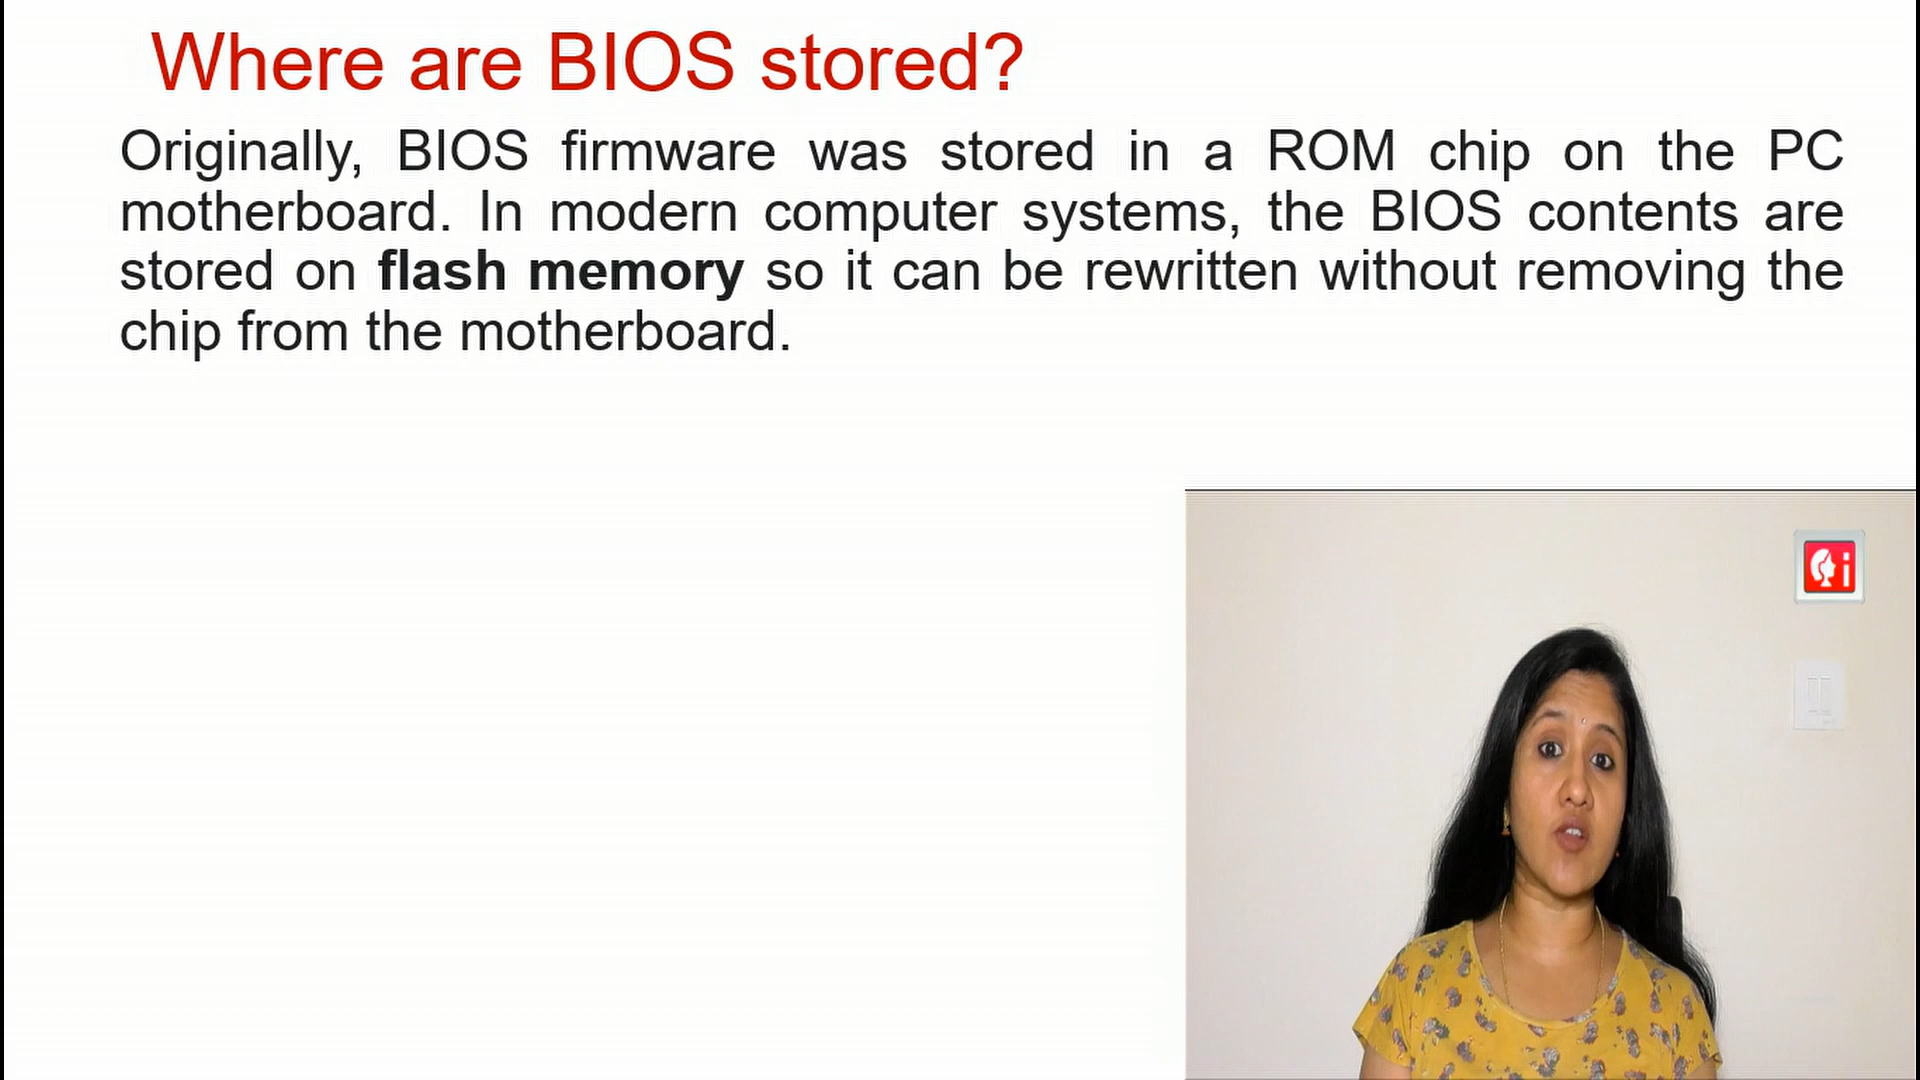 Where are BIOS stored?
Originally, BIOS firmware was stored in a ROM chip on the PC
motherboard. In modern computer systems, the BIOS contents are
stored on flash memory so it can be rewritten without removing the
chip from the motherboard.
i